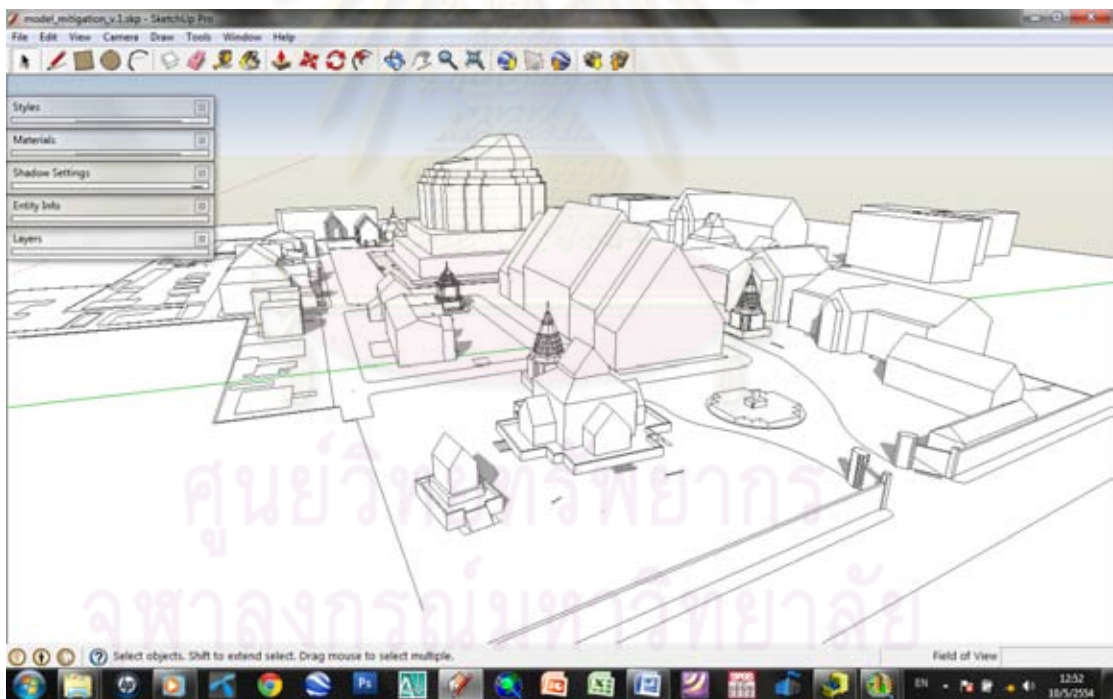 model_mitigation_v.1.skp - SketchUp Pro
File Edit View Camera Draw Tools Window Help
Styles
Materials
Shadow Settings
Entity Info
Layers
ศูนย์วิทยทรัพยากร
จุฬาลงกรณ์มหาวิทยาลัย
Select objects. Shift to extend select. Drag mouse to select multiple.
Field of View
Ps
EN
12:52
10/5/2554